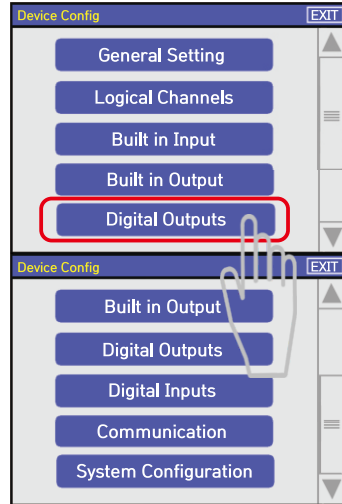 Device Config EXIT
General Setting
Logical Channels
Built in Input
Built in Output
Digital Outputs
Device Config EXIT
Built in Output
Digital Outputs
Digital Inputs
Communication
System Configuration